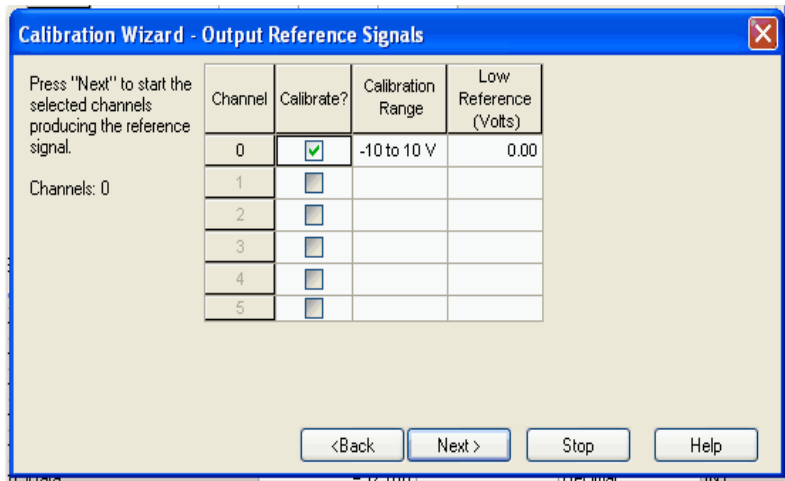 Calibration Wizard - Output Reference Signals
Press "Next" to start the
selected channels
producing the reference
signal.
Channels: 0
Channel Calibrate? Calibration Range Low Reference (Volts)
0 -10 to 10 V 0.00
1
2
3
4
5
<Back Next > Stop Help